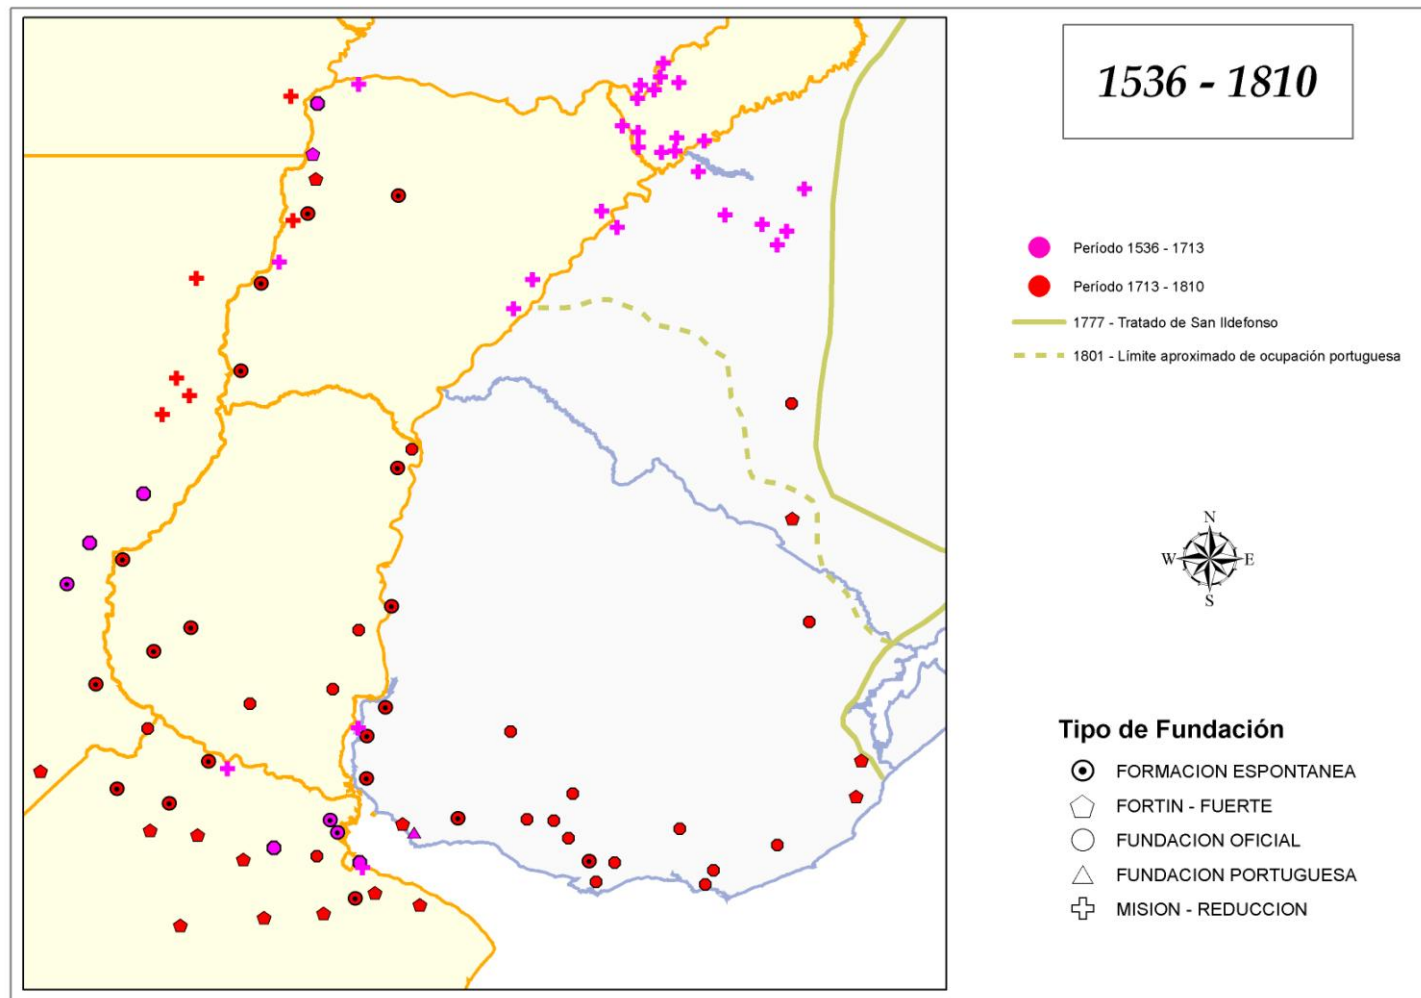 1536 - 1810
Período 1536 - 1713
Período 1713 - 1810
1777 - Tratado de San Ildefonso
1801 - Límite aproximado de ocupación portuguesa
N
W E
S
Tipo de Fundación
FORMACION ESPONTANEA
FORTIN - FUERTE
FUNDACION OFICIAL
FUNDACION PORTUGUESA
MISION - REDUCCION